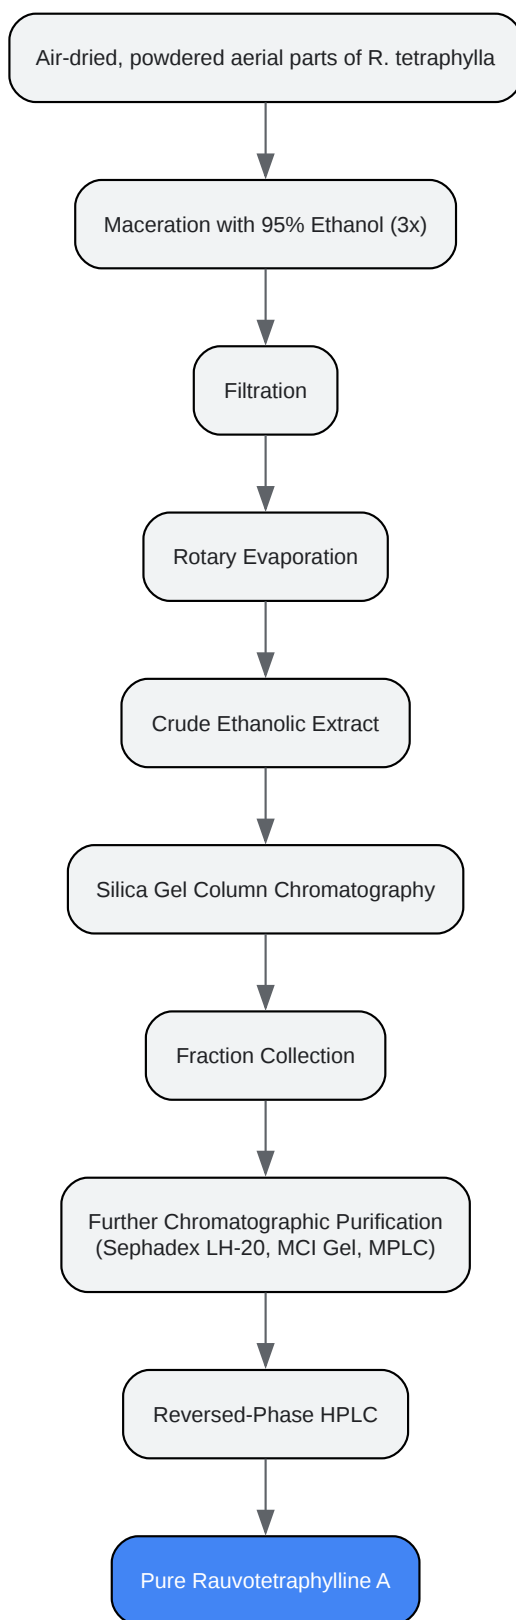 Air-dried, powdered aerial parts of R. tetraphylla
Maceration with 95% Ethanol (3x)
Filtration
Rotary Evaporation
Crude Ethanolic Extract
Silica Gel Column Chromatography
Fraction Collection
Further Chromatographic Purification
(Sephadex LH-20, MCI Gel, MPLC)
Reversed-Phase HPLC
Pure Rauvotetraphylline A